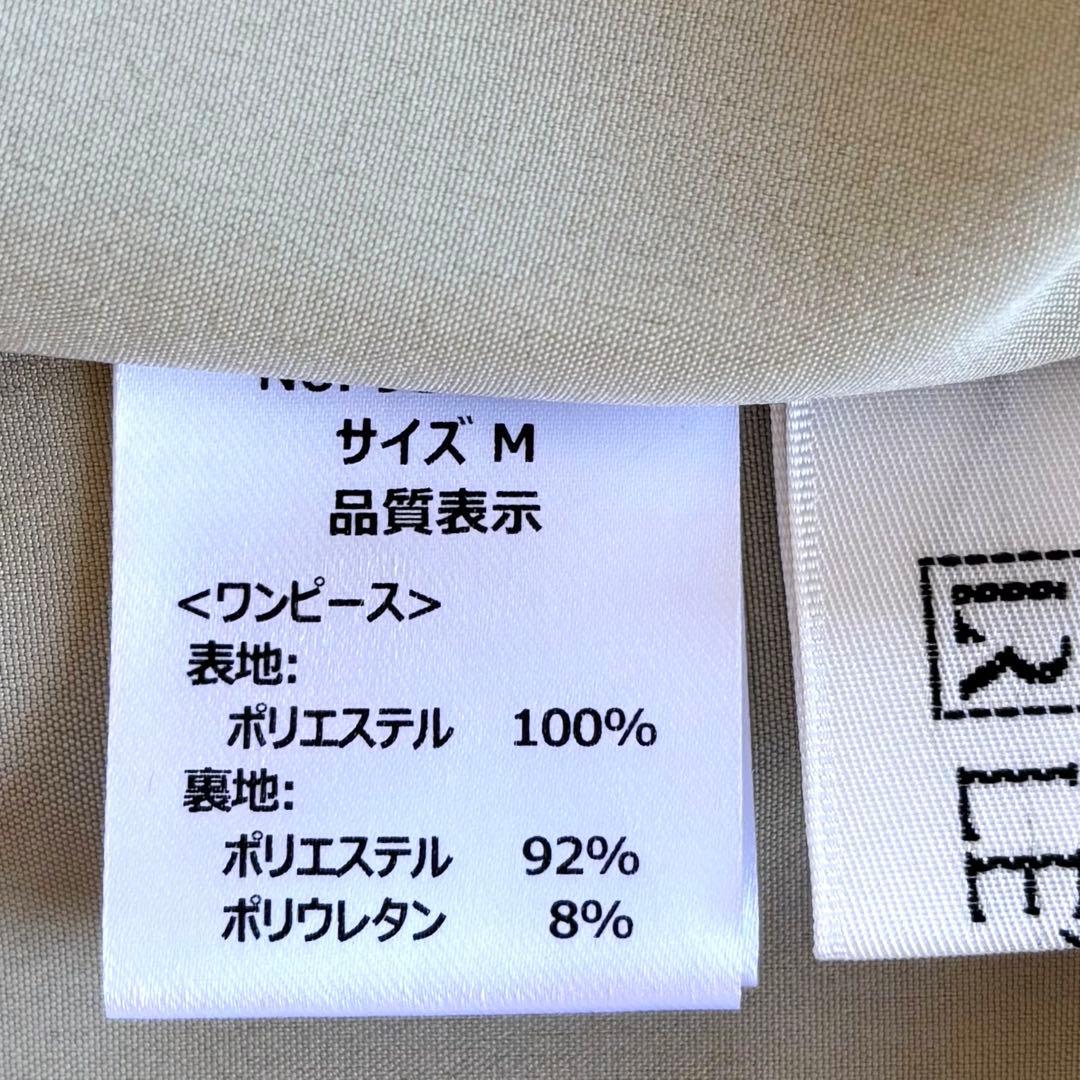 サイズ M
品質表示
<ワンピース>
表地:
ポリエステル 100%
裏地:
ポリエステル 92%
ポリウレタン 8%
R
LE